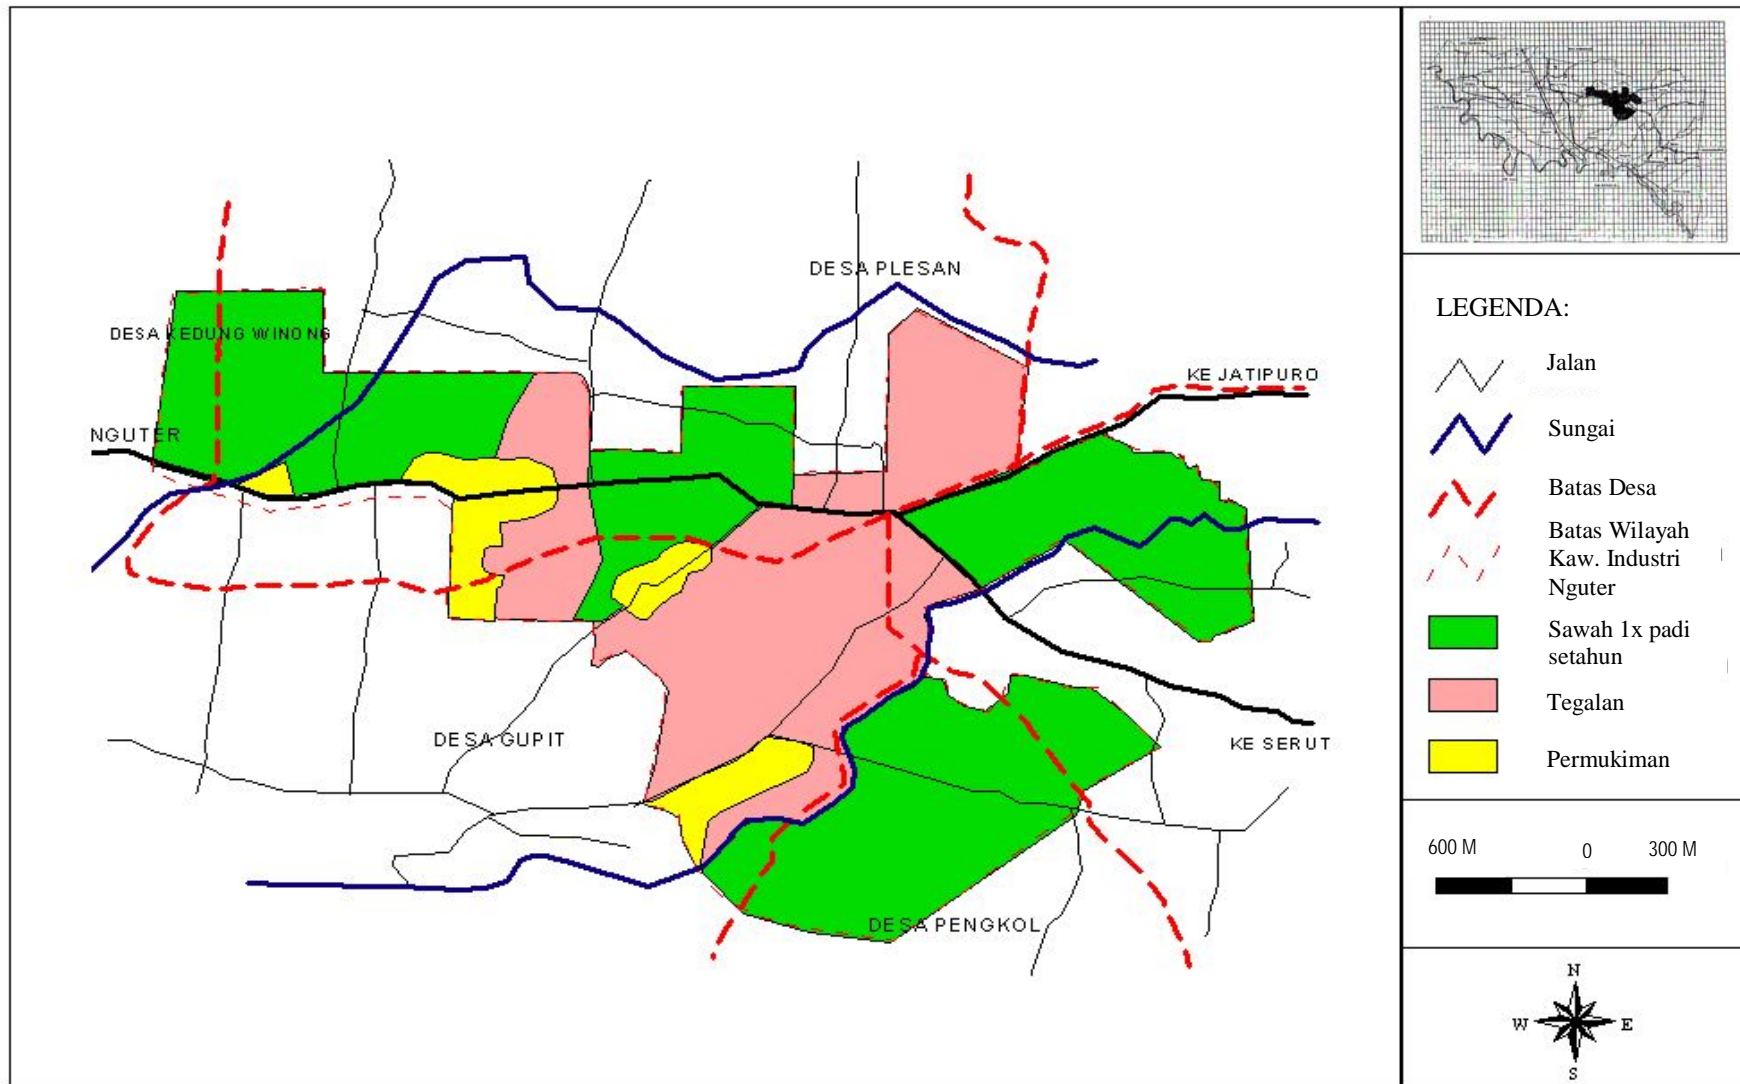 DESA PLESAN
DESA KEDUNG WINONG
KE JATIPURO
NGUTER
DESA GUPIT
KE SERUT
DESA PENGKOL
LEGENDA:
Jalan
Sungai
Batas Desa
Batas Wilayah
Kaw. Industri
Nguter
Sawah 1x padi
setahun
Tegalan
Permukiman
600 M 0 300 M
N
W E
S